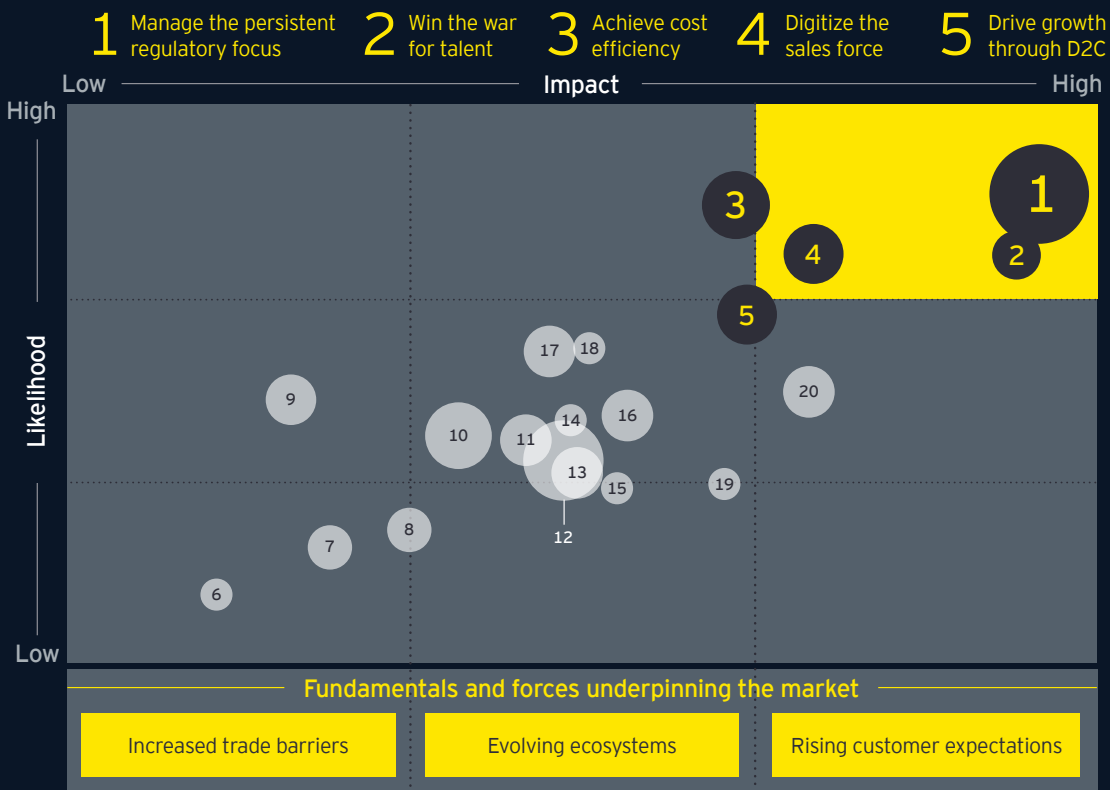 1 Manage the persistent
regulatory focus
2 Win the war
for talent
3 Achieve cost
efficiency
4 Digitize the
sales force
5 Drive growth
through D2C
Low Impact High
High
Likelihood
Low
1
3
4
2
5
17
18
9
20
10
11
14
16
13
15
19
12
8
7
6
Fundamentals and forces underpinning the market
Increased trade barriers
Evolving ecosystems
Rising customer expectations